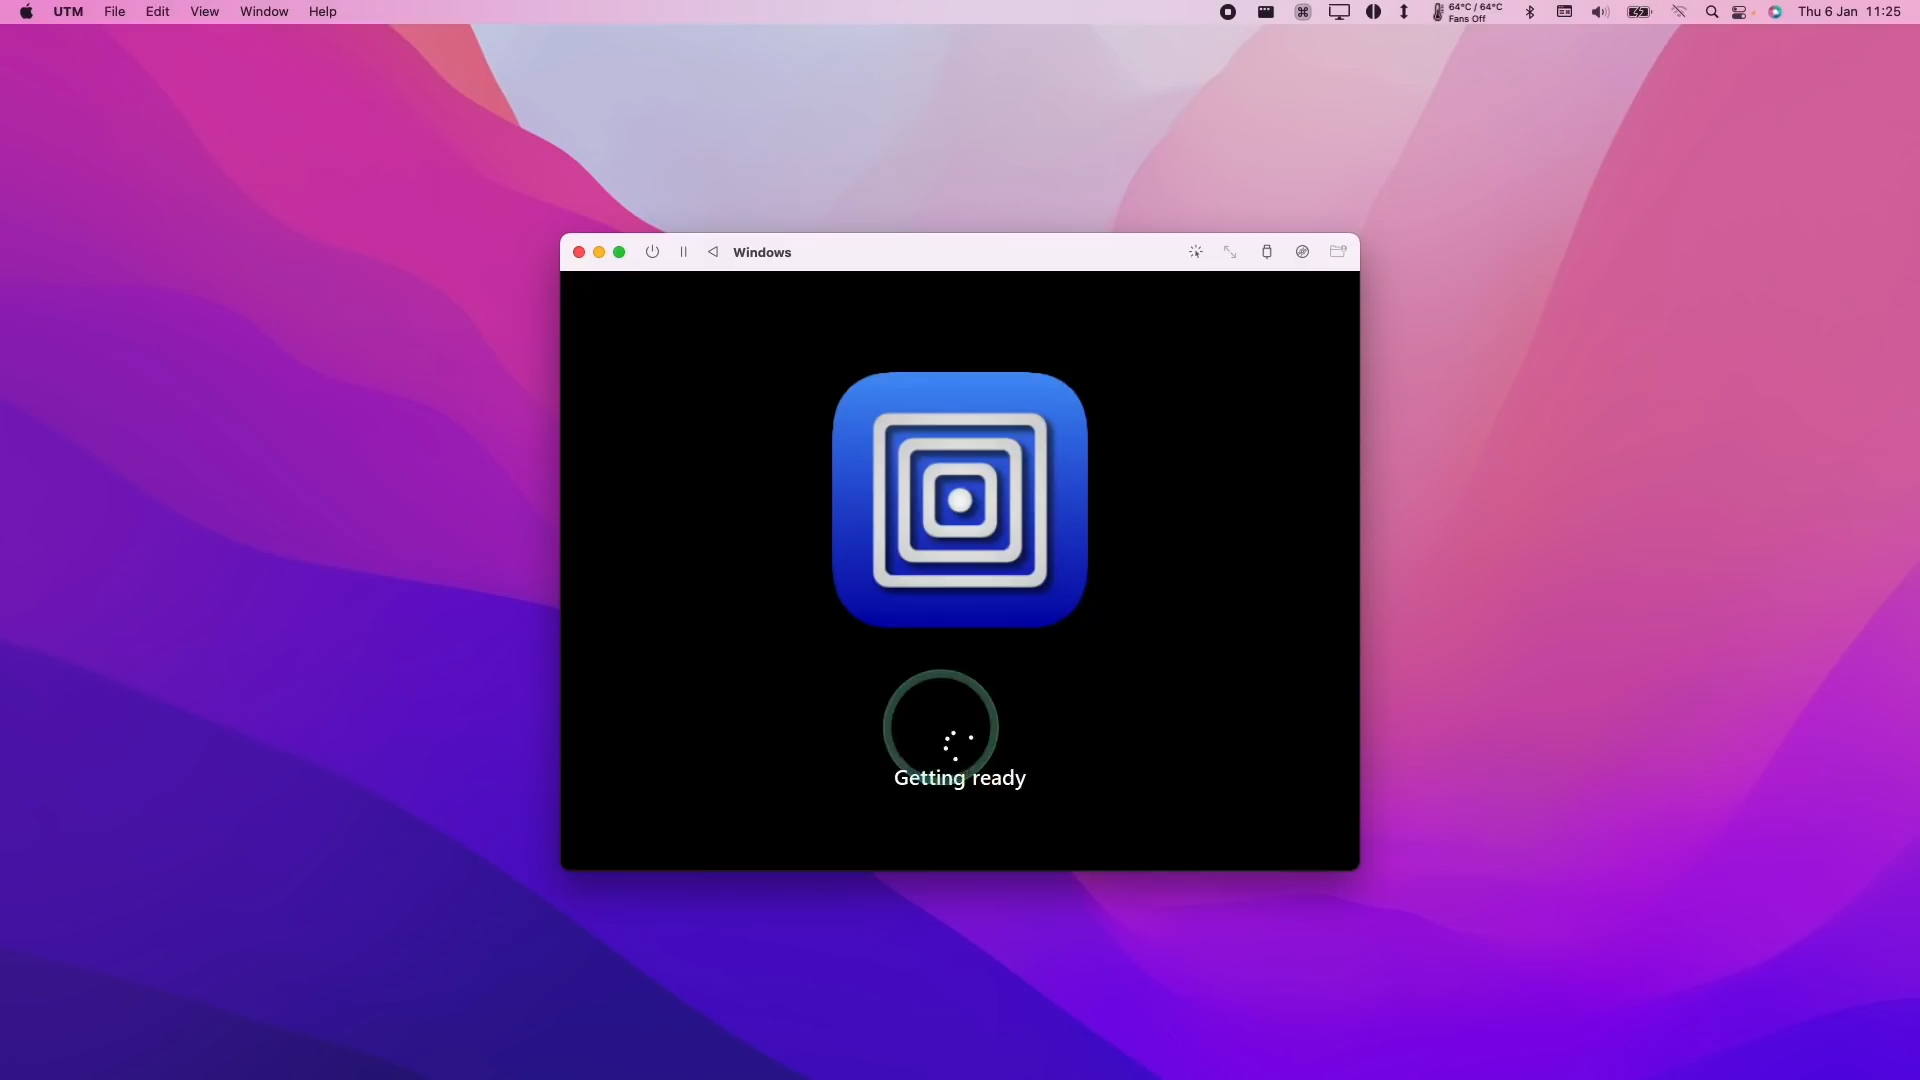 UTM File Edit View Window Help 64°C / 64°C Thu 6 Jan 11:25
Fans Off
Windows
Getting ready